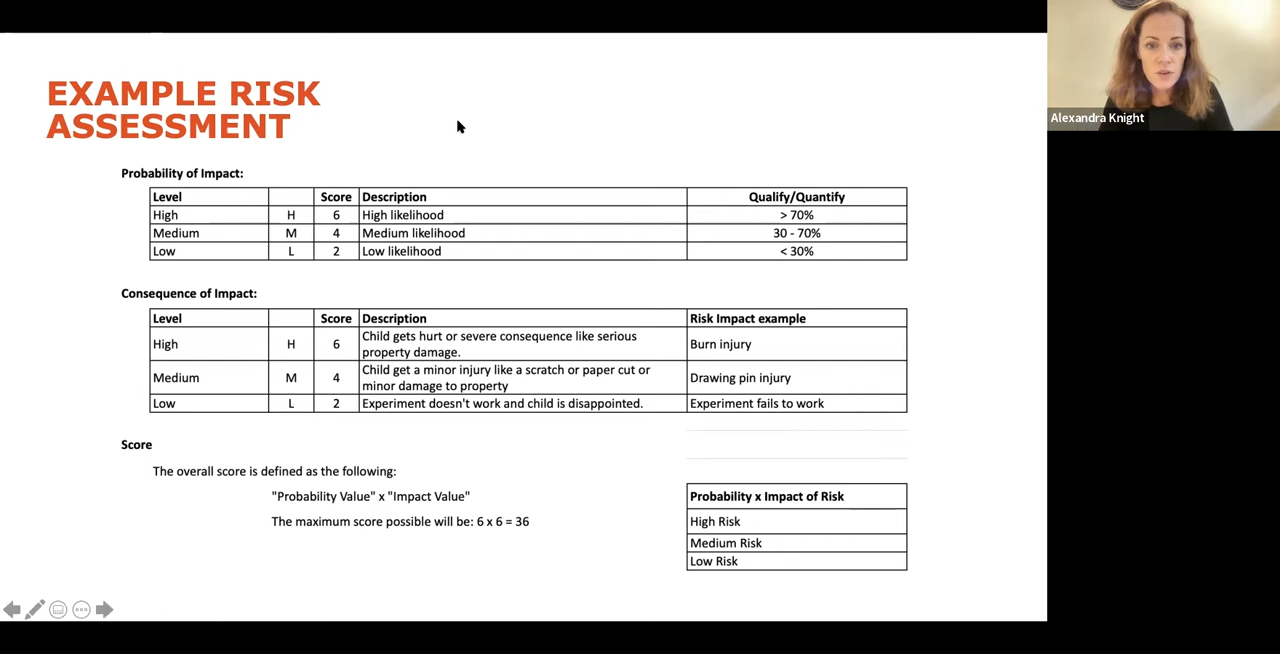 EXAMPLE RISK
ASSESSMENT
Alexandra Knight
Probability of Impact:
Level Score Description Qualify/Quantify
High H 6 High likelihood > 70%
Medium M 4 Medium likelihood 30 - 70%
Low L 2 Low likelihood < 30%
Consequence of Impact:
Level Score Description Risk Impact example
High H 6 Child gets hurt or severe consequence like serious
property damage. Burn injury
Medium M 4 Child get a minor injury like a scratch or paper cut or
minor damage to property Drawing pin injury
Low L 2 Experiment doesn't work and child is disappointed. Experiment fails to work
Score
The overall score is defined as the following:
"Probability Value" x "Impact Value"
The maximum score possible will be: 6 x 6 = 36
Probability x Impact of Risk
High Risk
Medium Risk
Low Risk